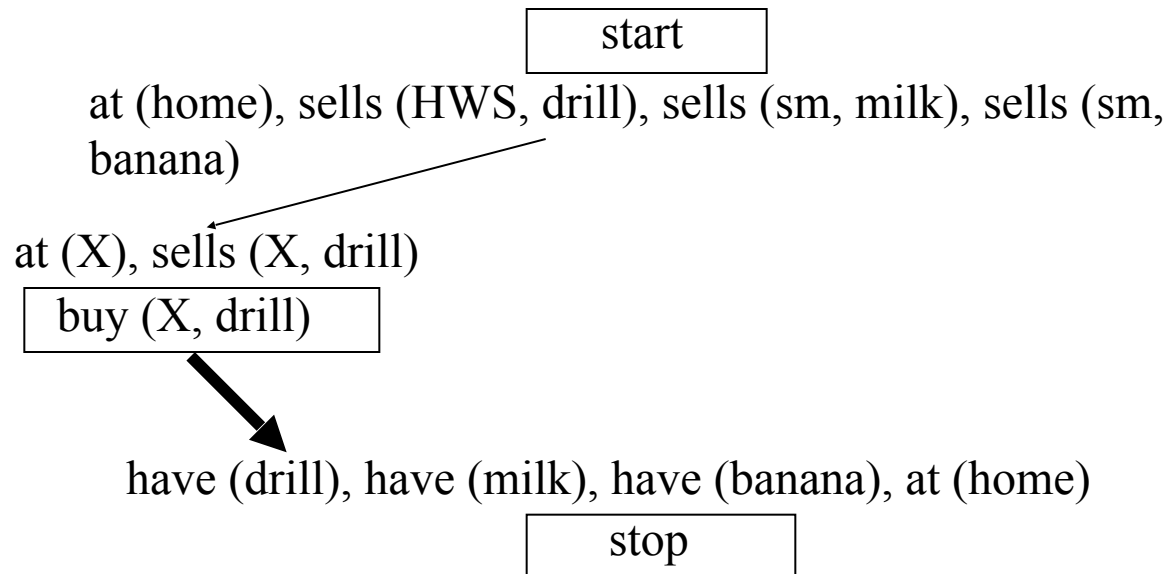 start
at (home), sells (HWS, drill), sells (sm, milk), sells (sm,
banana)
at (X), sells (X, drill)
buy (X, drill)
have (drill), have (milk), have (banana), at (home)
stop